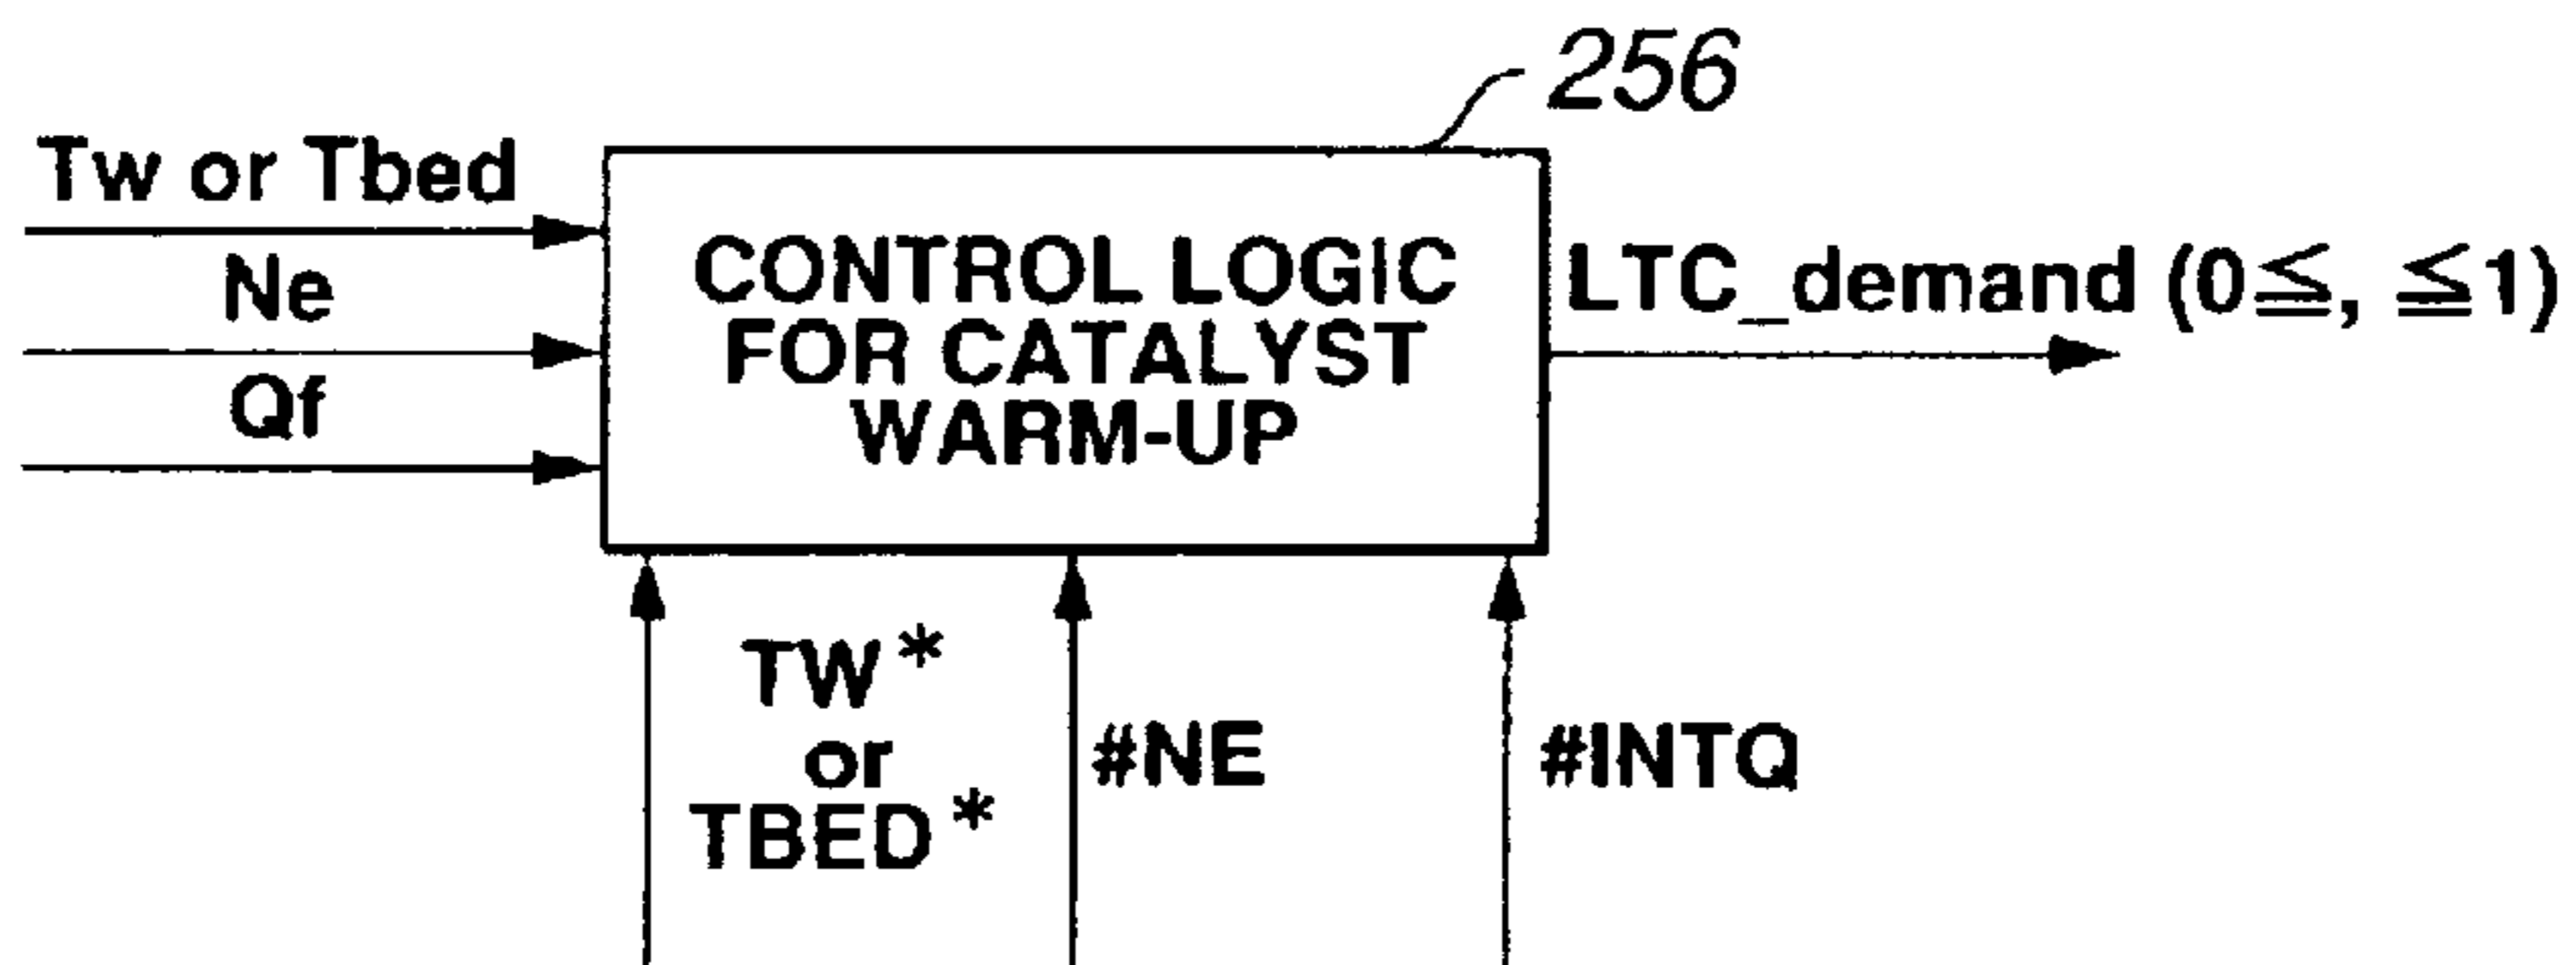 256
Tw or Tbed
Ne
Qf
CONTROL LOGIC
FOR CATALYST
WARM-UP
LTC_demand (0≦, ≦1)
TW*
or
TBED*
#NE
#INTQ